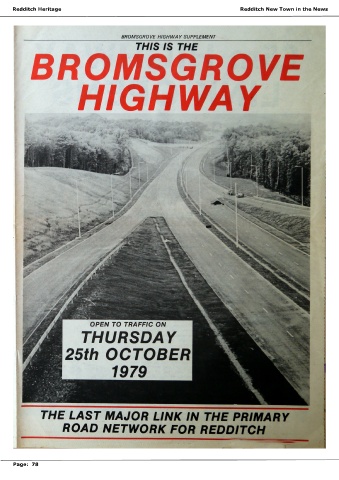 Redditch Heritage Redditch New Town in the News
BROMSGROVE HIGHWAY SUPPLEMENT
THIS IS THE
BROMSGROVE
HIGHWAY
OPEN TO TRAFFIC ON
THURSDAY
25th OCTOBER
1979
THE LAST MAJOR LINK IN THE PRIMARY
ROAD NETWORK FOR REDDITCH
Page: 78